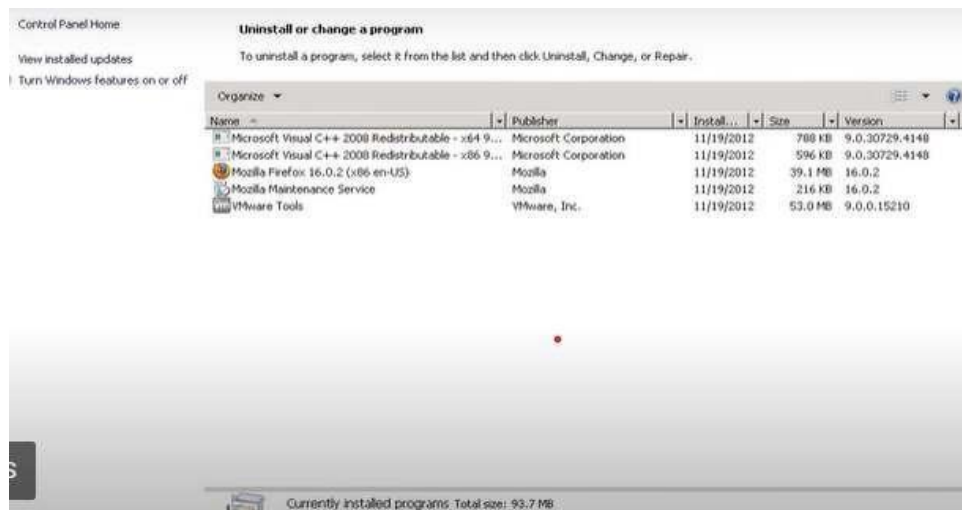 Control Panel Home
View installed updates
Turn Windows features on or off
Uninstall or change a program
To uninstall a program, select it from the list and then click Uninstall, Change, or Repair.
Organize
Name Publisher Install... Size Version
Microsoft Visual C++ 2008 Redistributable - x64 9... Microsoft Corporation 11/19/2012 788 KB 9.0.30729.4148
Microsoft Visual C++ 2008 Redistributable - x86 9... Microsoft Corporation 11/19/2012 596 KB 9.0.30729.4148
Mozilla Firefox 16.0.2 (x86 en-US) Mozilla 11/19/2012 39.1 MB 16.0.2
Mozilla Maintenance Service Mozilla 11/19/2012 216 KB 16.0.2
VMware Tools VMware, Inc. 11/19/2012 53.0 MB 9.0.0.15210
s
Currently installed programs Total size: 93.7 MB